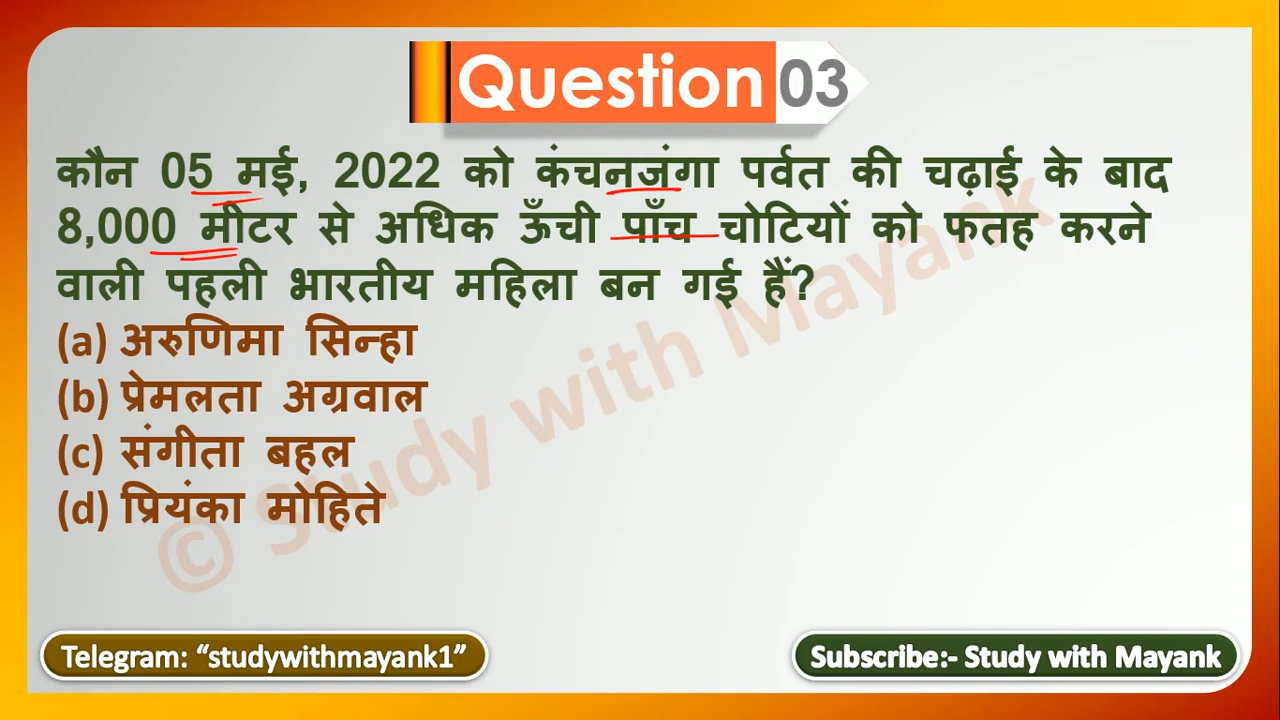 Question 03
कौन 05 मई, 2022 को कंचनजंगा पर्वत की चढ़ाई के बाद
8,000 मीटर से अधिक ऊँची पाँच चोटियों को फतह करने
वाली पहली भारतीय महिला बन गई हैं?
(a) अरुणिमा सिन्हा
(b) प्रेमलता अग्रवाल
(c) संगीता बहल
(d) प्रियंका मोहिते
© Study with Mayank
Telegram: “studywithmayank1”
Subscribe:- Study with Mayank